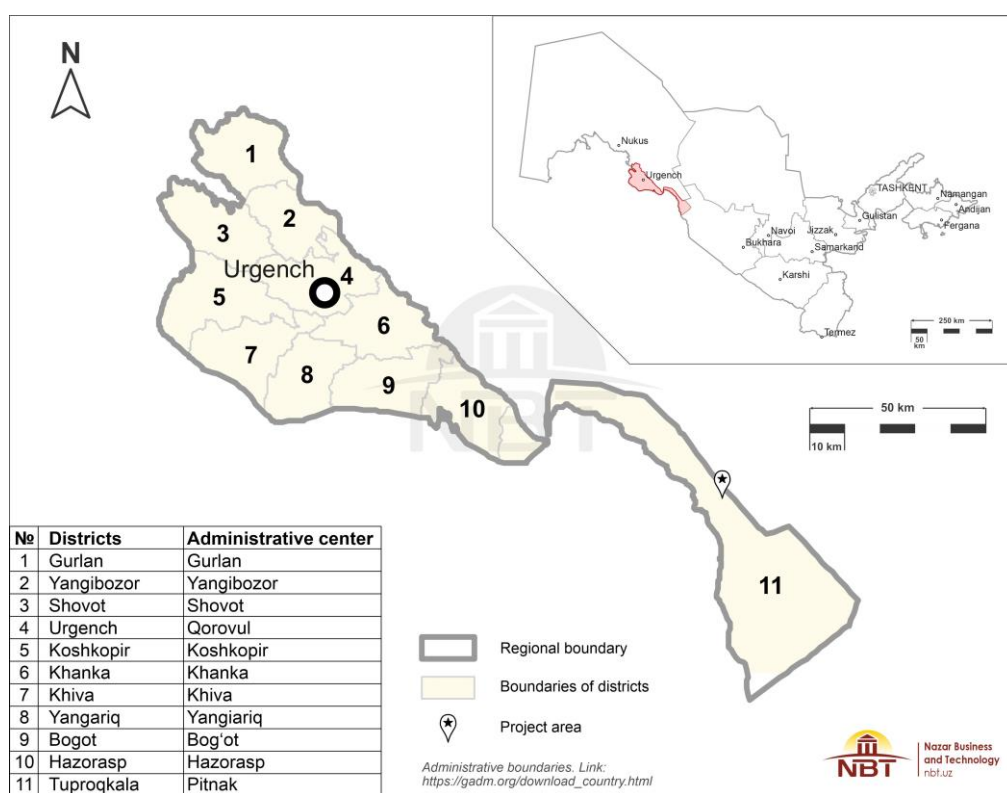 N
1
2
3
Urgench
4
5
6
7
8
9
10
11
NBT
Nukus
Urgench
TASHKENT
Namangan
Andijan
Fergana
Gulistan
Navoi
Jizzak
Bukhara
Samarkand
Karshi
Termez
250 km
50
km
50 km
10 km
№ Districts Administrative center
1 Gurlan Gurlan
2 Yangibozor Yangibozor
3 Shovot Shovot
4 Urgench Qorovul
5 Koshkopir Koshkopir
6 Khanka Khanka
7 Khiva Khiva
8 Yangariq Yangiariq
9 Bogot Bog‘ot
10 Hazorasp Hazorasp
11 Tuproqkala Pitnak
Regional boundary
Boundaries of districts
Project area
Administrative boundaries. Link:
https://gadm.org/download_country.html
NBT
Nazar Business
and Technology
nbt.uz